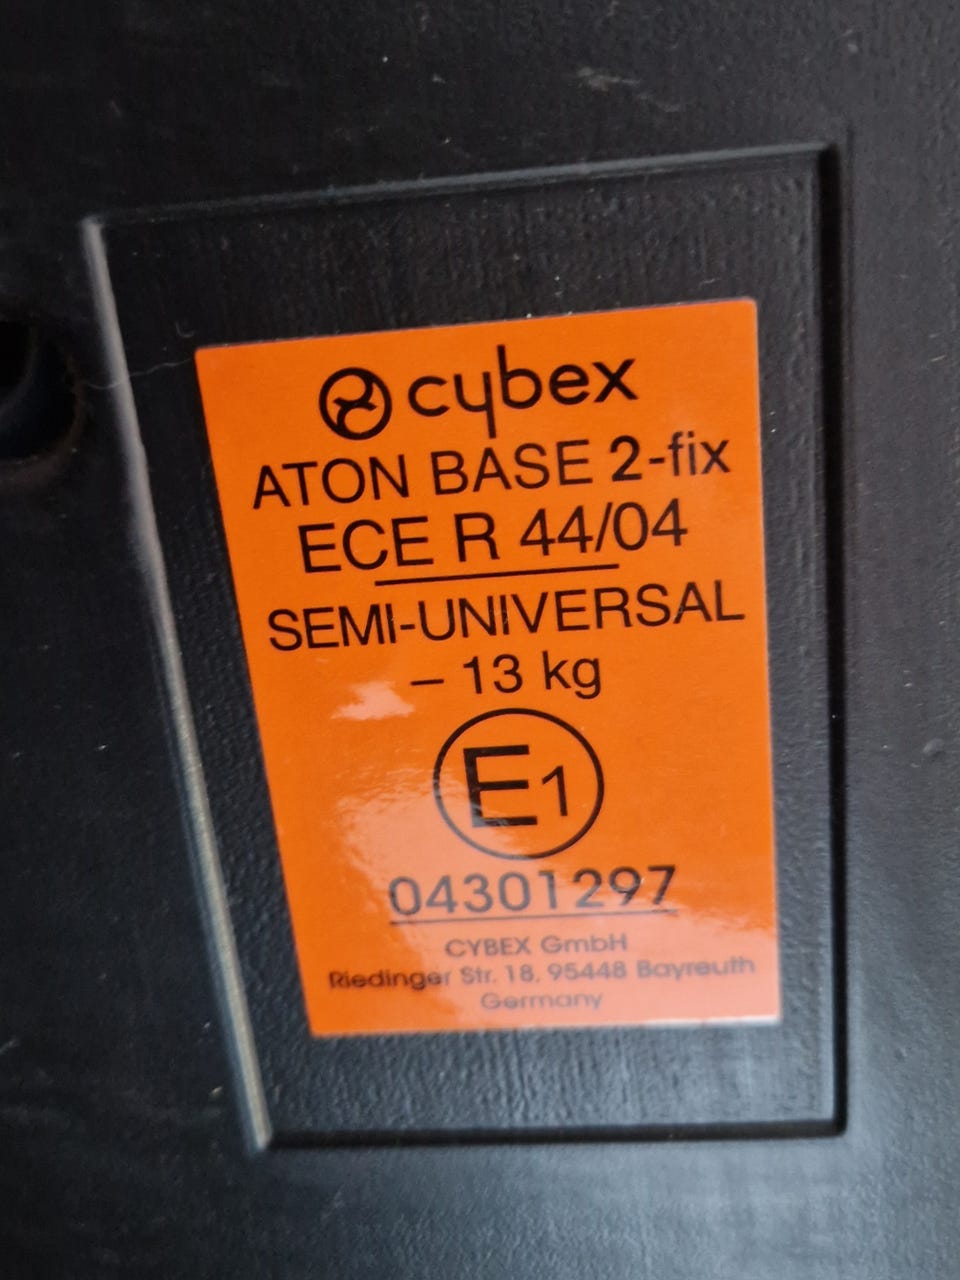 cybex
ATON BASE 2-fix
ECE R 44/04
SEMI-UNIVERSAL
– 13 kg
E1
04301297
CYBEX GmbH
Riedinger Str. 18, 95448 Bayreuth
Germany